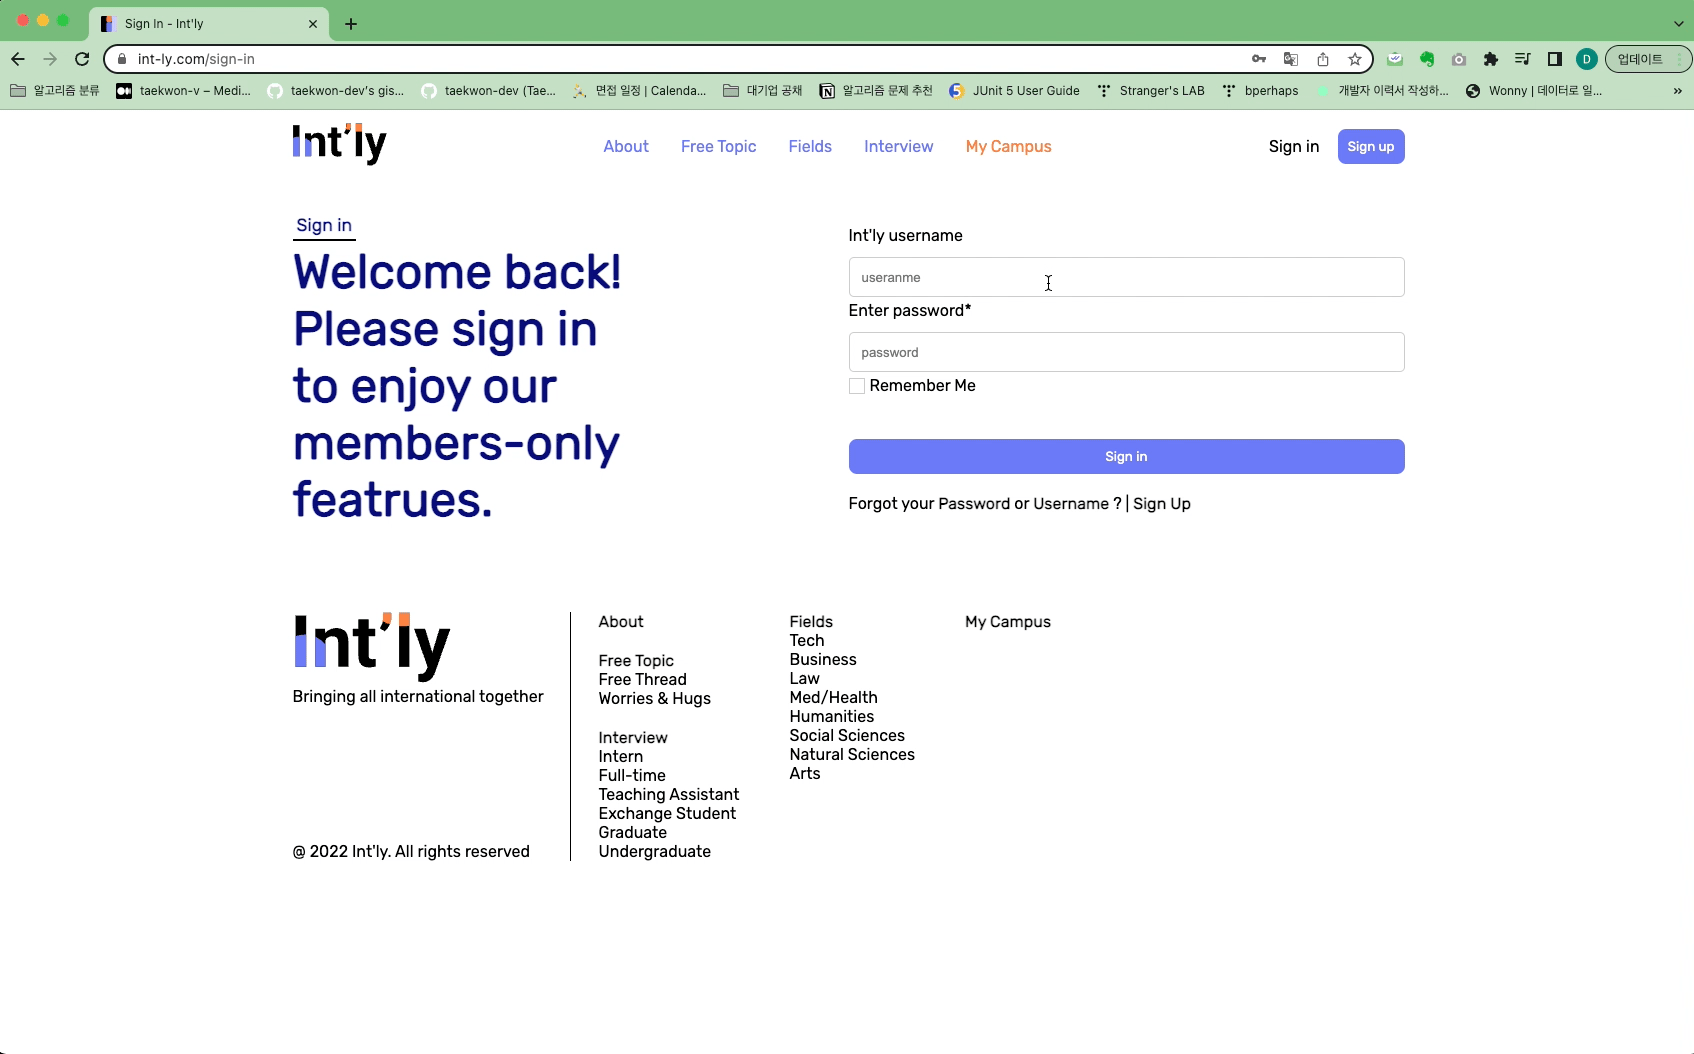 Sign In - Int'ly
int-ly.com/sign-in
D
업데이트
알고리즘 분류
taekwon-v – Medi...
taekwon-dev's gis...
taekwon-dev (Tae...
면접 일정 | Calenda...
대기업 공채
알고리즘 문제 추천
JUnit 5 User Guide
Stranger's LAB
bperhaps
개발자 이력서 작성하...
Wonny | 데이터로 일...
»
Int'ly
About
Free Topic
Fields
Interview
My Campus
Sign in
Sign up
Sign in
Welcome back!
Please sign in
to enjoy our
members-only
featrues.
Int'ly username
useranme
Enter password*
password
Remember Me
Sign in
Forgot your Password or Username ? | Sign Up
Int'ly
Bringing all international together
@ 2022 Int'ly. All rights reserved
About
Free Topic
Free Thread
Worries & Hugs
Interview
Intern
Full-time
Teaching Assistant
Exchange Student
Graduate
Undergraduate
Fields
Tech
Business
Law
Med/Health
Humanities
Social Sciences
Natural Sciences
Arts
My Campus